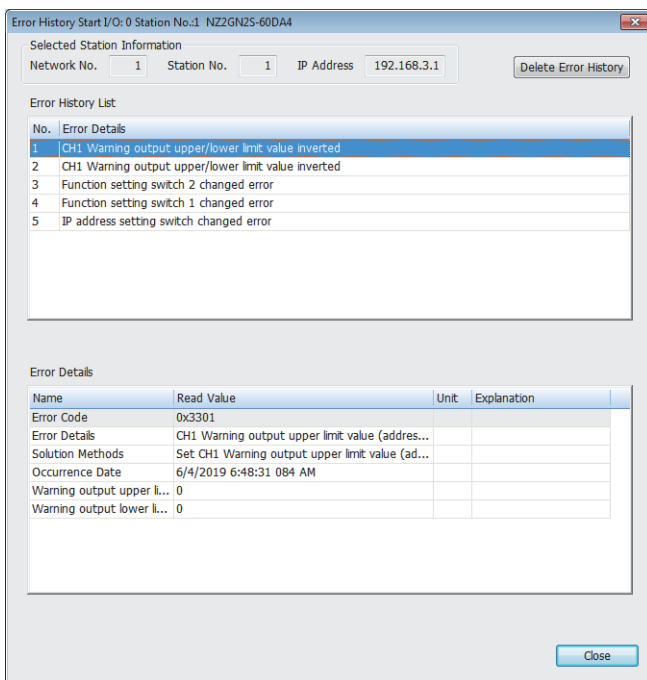 Error History Start I/O: 0 Station No.:1 NZ2GN2S-60DA4
Selected Station Information
Network No. 1 Station No. 1 IP Address 192.168.3.1 Delete Error History
Error History List
No. Error Details
1 CH1 Warning output upper/lower limit value inverted
2 CH1 Warning output upper/lower limit value inverted
3 Function setting switch 2 changed error
4 Function setting switch 1 changed error
5 IP address setting switch changed error
Error Details
Name Read Value Unit Explanation
Error Code 0x3301
Error Details CH1 Warning output upper limit value (addres...
Solution Methods Set CH1 Warning output upper limit value (ad...
Occurrence Date 6/4/2019 6:48:31 084 AM
Warning output upper li... 0
Warning output lower li... 0
Close